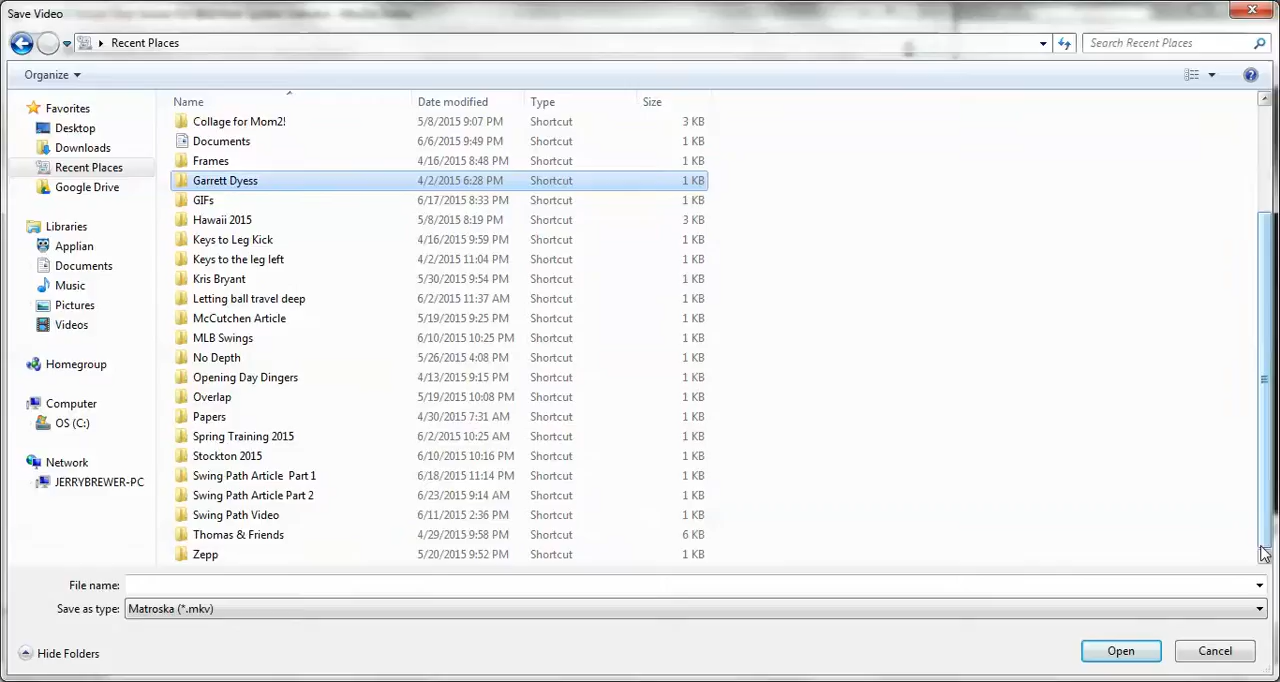 Save Video
Recent Places
Search Recent Places
Organize
Name Date modified Type Size
Favorites
Desktop
Downloads
Recent Places
Google Drive
Libraries
Applian
Documents
Music
Pictures
Videos
Homegroup
Computer
OS (C:)
Network
JERRYBREWER-PC
Collage for Mom2! 5/8/2015 9:07 PM Shortcut 3 KB
Documents 6/6/2015 9:49 PM Shortcut 1 KB
Frames 4/16/2015 8:48 PM Shortcut 1 KB
Garrett Dyess 4/2/2015 6:28 PM Shortcut 1 KB
GIFs 6/17/2015 8:33 PM Shortcut 1 KB
Hawaii 2015 5/8/2015 8:19 PM Shortcut 3 KB
Keys to Leg Kick 4/16/2015 9:59 PM Shortcut 1 KB
Keys to the leg left 4/2/2015 11:04 PM Shortcut 1 KB
Kris Bryant 5/30/2015 9:54 PM Shortcut 1 KB
Letting ball travel deep 6/2/2015 11:37 AM Shortcut 1 KB
McCutchen Article 5/19/2015 9:25 PM Shortcut 1 KB
MLB Swings 6/10/2015 10:25 PM Shortcut 1 KB
No Depth 5/26/2015 4:08 PM Shortcut 1 KB
Opening Day Dingers 4/13/2015 9:15 PM Shortcut 1 KB
Overlap 5/19/2015 10:08 PM Shortcut 1 KB
Papers 4/30/2015 7:31 AM Shortcut 1 KB
Spring Training 2015 6/2/2015 10:25 AM Shortcut 1 KB
Stockton 2015 6/10/2015 10:16 PM Shortcut 1 KB
Swing Path Article Part 1 6/18/2015 11:14 PM Shortcut 1 KB
Swing Path Article Part 2 6/23/2015 9:14 AM Shortcut 1 KB
Swing Path Video 6/11/2015 2:36 PM Shortcut 1 KB
Thomas & Friends 4/29/2015 9:58 PM Shortcut 6 KB
Zepp 5/20/2015 9:52 PM Shortcut 1 KB
File name:
Save as type: Matroska (*.mkv)
Hide Folders
Open
Cancel